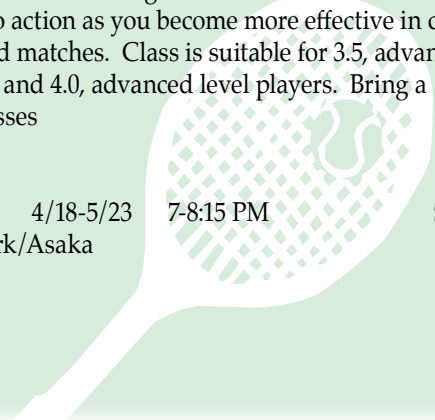 o action as you become more effective in
d matches. Class is suitable for 3.5,
and 4.0, advanced level players. Bring a
sses
4/18-5/23 7-8:15 PM
rk/Asaka